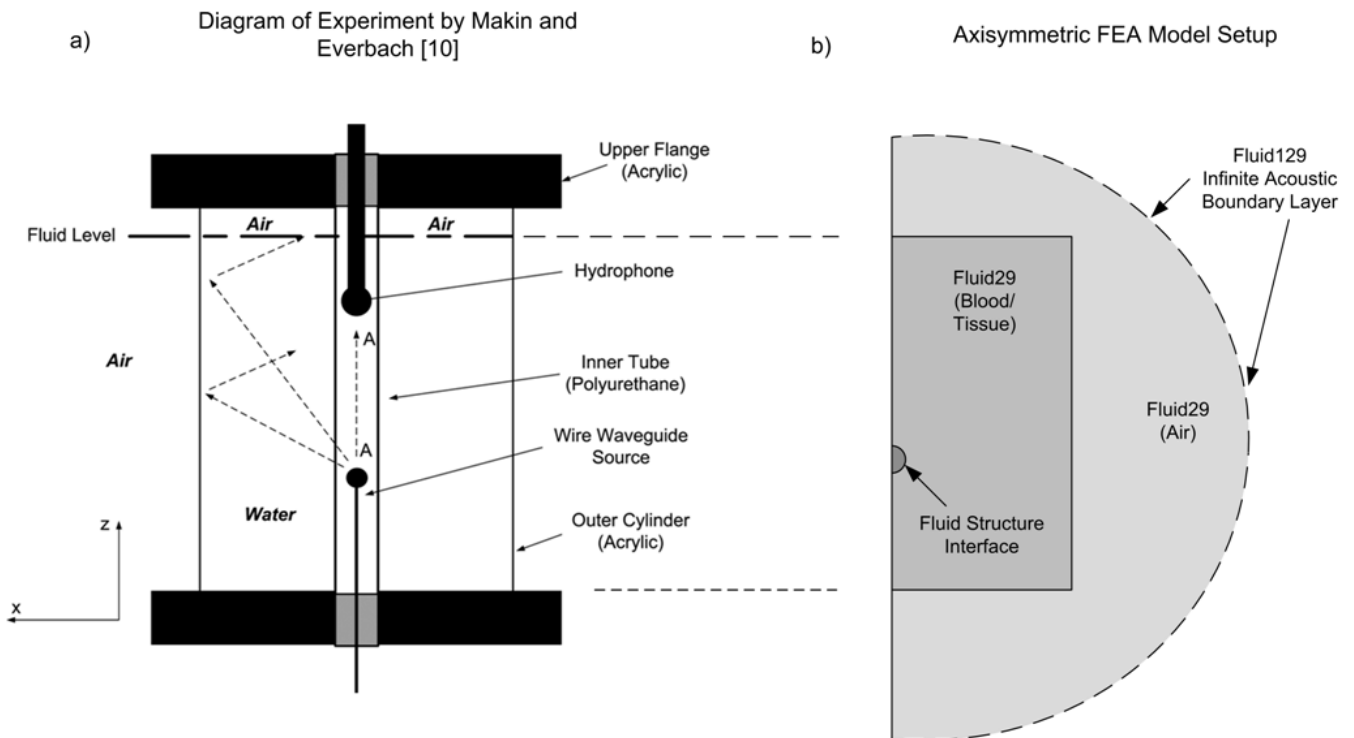 a)
Diagram of Experiment by Makin and
Everbach [10]
Upper Flange
(Acrylic)
Fluid Level
Air
Air
Hydrophone
A
Air
Inner Tube
(Polyurethane)
A
Wire Waveguide
Source
Water
Outer Cylinder
(Acrylic)
z
x
b)
Axisymmetric FEA Model Setup
Fluid129
Infinite Acoustic
Boundary Layer
Fluid29
(Blood/
Tissue)
Fluid29
(Air)
Fluid Structure
Interface